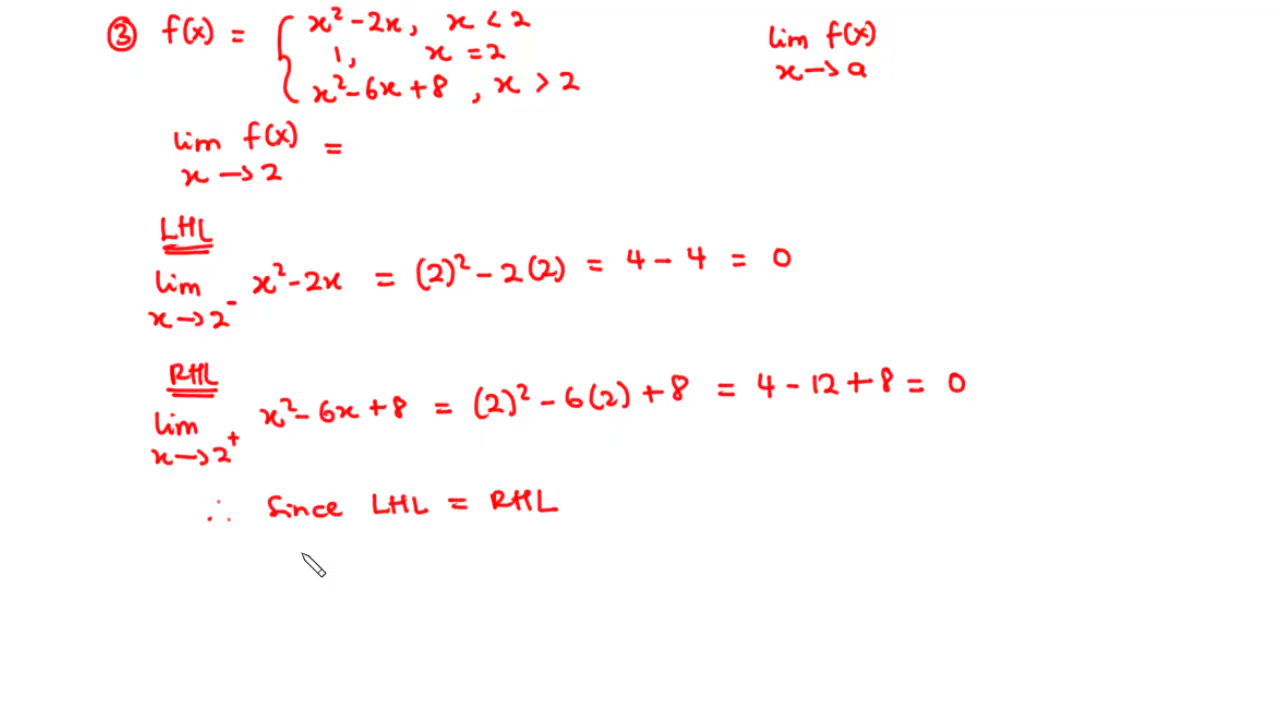 ③ f(x) = { x² - 2x, x < 2
1, x = 2
x² - 6x + 8, x > 2
lim f(x)
x → a
lim f(x) =
x → 2
LHL
lim x² - 2x = (2)² - 2(2) = 4 - 4 = 0
x → 2⁻
RHL
lim x² - 6x + 8 = (2)² - 6(2) + 8 = 4 - 12 + 8 = 0
x → 2⁺
∴ Since LHL = RHL